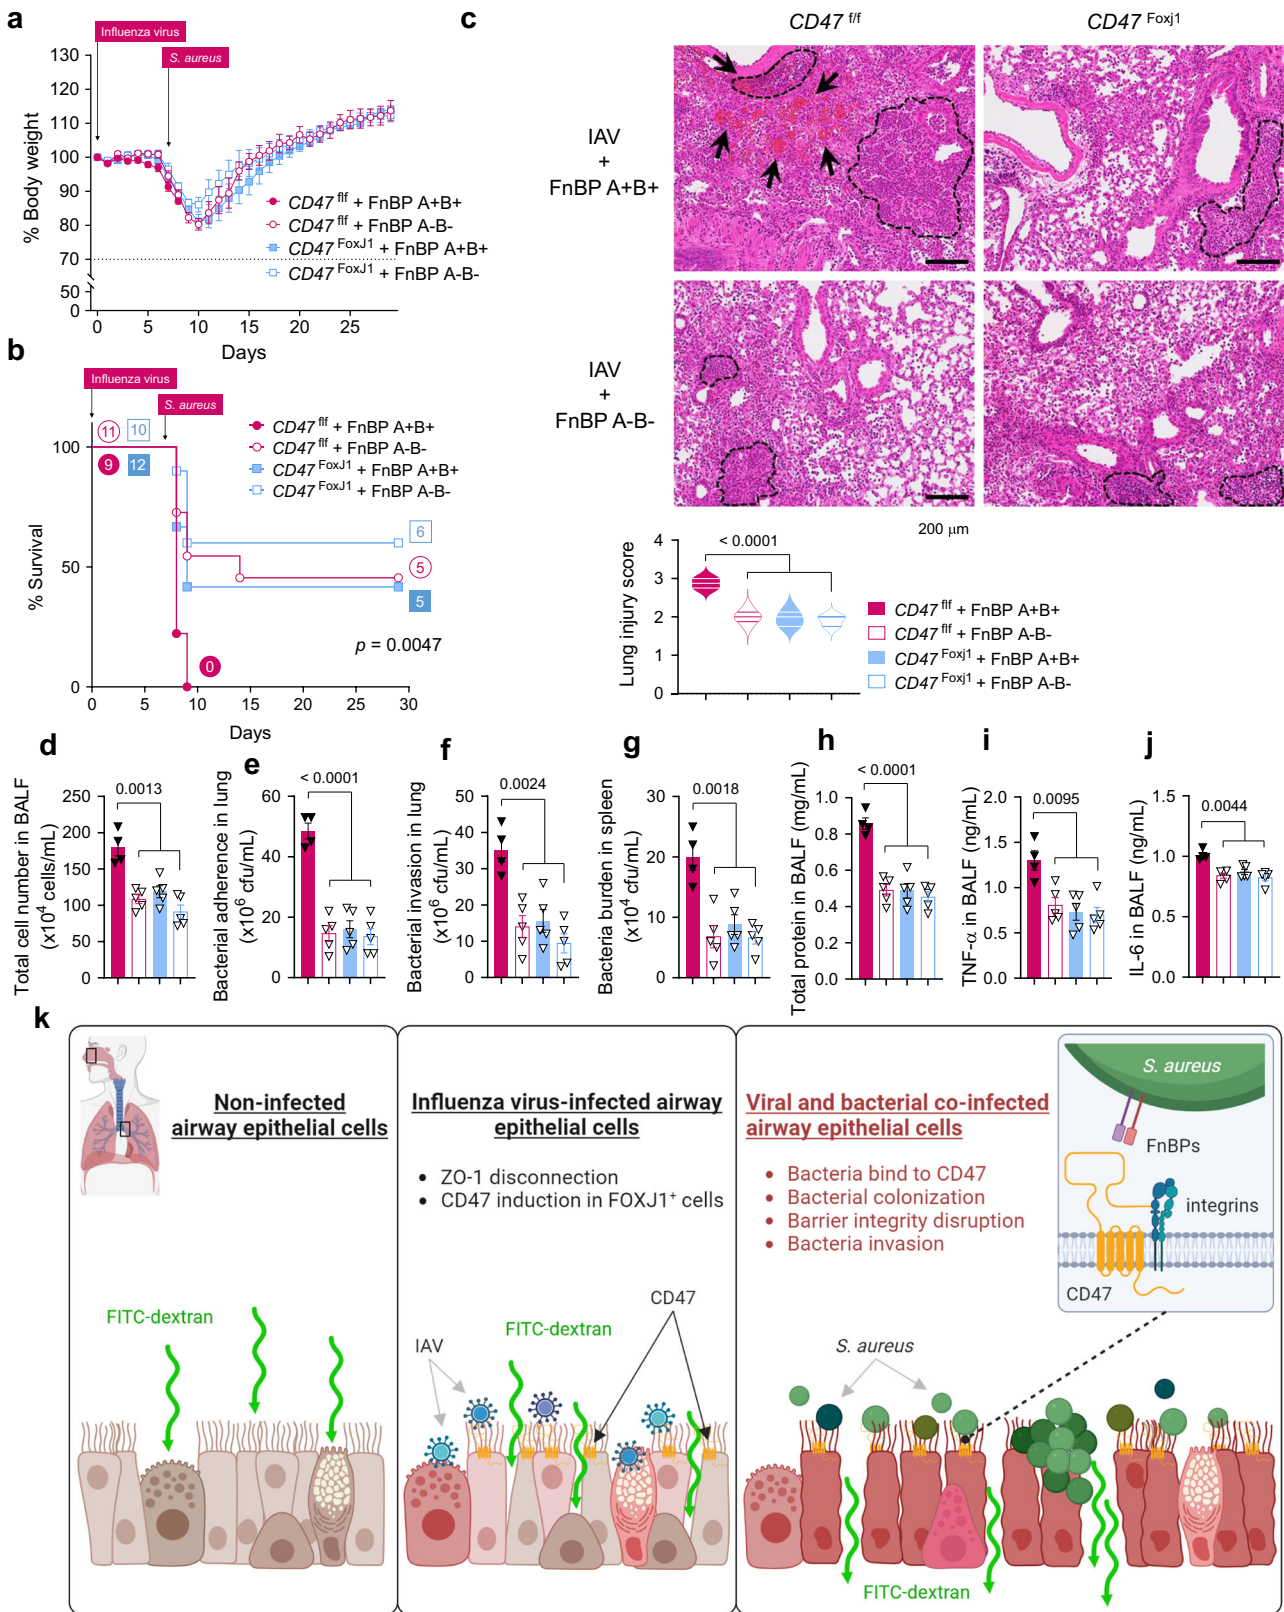 a
Influenza virus
S. aureus
% Body weight
130
120
110
100
90
80
70
50
0
0 5 10 15 20 25
Days
CD47 flf + FnBP A+B+
CD47 flf + FnBP A-B-
CD47 FoxJ1 + FnBP A+B+
CD47 FoxJ1 + FnBP A-B-
b
Influenza virus
S. aureus
11 10
9 12
CD47 flf + FnBP A+B+
CD47 flf + FnBP A-B-
CD47 FoxJ1 + FnBP A+B+
CD47 FoxJ1 + FnBP A-B-
% Survival
100
50
0
6
5
5
0
p = 0.0047
0 5 10 15 20 25 30
Days
c
CD47 f/f
CD47 Foxj1
IAV
+
FnBP A+B+
IAV
+
FnBP A-B-
200 µm
Lung injury score
4
3
2
1
0
< 0.0001
CD47 flf + FnBP A+B+
CD47 flf + FnBP A-B-
CD47 Foxj1 + FnBP A+B+
CD47 Foxj1 + FnBP A-B-
d
Total cell number in BALF
(x10⁴ cells/mL)
0.0013
250
200
150
100
50
0
e
Bacterial adherence in lung
(x10⁶ cfu/mL)
< 0.0001
60
40
20
0
f
Bacterial invasion in lung
(x10⁶ cfu/mL)
0.0024
50
40
30
20
10
0
g
Bacteria burden in spleen
(x10⁴ cfu/mL)
0.0018
30
20
10
0
h
Total protein in BALF (mg/mL)
< 0.0001
1.0
0.8
0.6
0.4
0.2
0.0
i
TNF-α in BALF (ng/mL)
0.0095
2.0
1.5
1.0
0.5
0.0
j
IL-6 in BALF (ng/mL)
0.0044
1.5
1.0
0.5
0.0
k
Non-infected
airway epithelial cells
FITC-dextran
Influenza virus-infected airway
epithelial cells
• ZO-1 disconnection
• CD47 induction in FOXJ1⁺ cells
CD47
FITC-dextran
IAV
Viral and bacterial co-infected
airway epithelial cells
• Bacteria bind to CD47
• Bacterial colonization
• Barrier integrity disruption
• Bacteria invasion
S. aureus
FnBPs
integrins
CD47
S. aureus
FITC-dextran